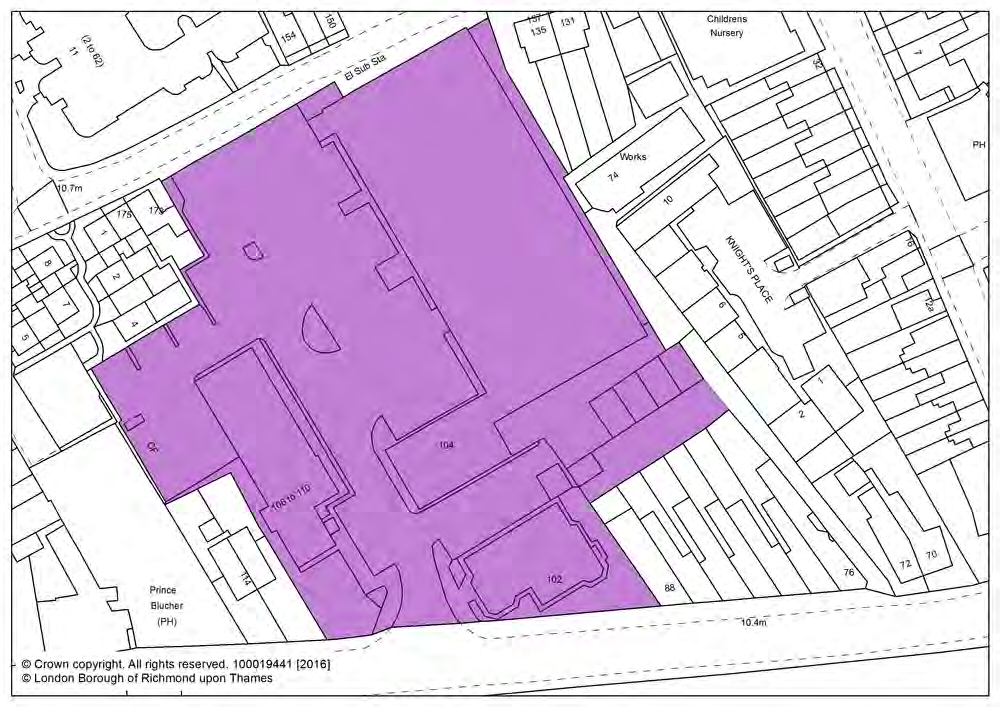 157
135
131
150
154
11
(2 to 62)
El Sub Sta
Childrens
Nursery
32
7
PH
10.7m
175
173
1
8
2
7
5
4
Works
74
10
KNIGHT'S PLACE
16
12a
6
5
1
2
CF
104
106 to 110
102
114
Prince
Blucher
(PH)
88
76
72
70
10.4m
© Crown copyright. All rights reserved. 100019441 [2016]
© London Borough of Richmond upon Thames